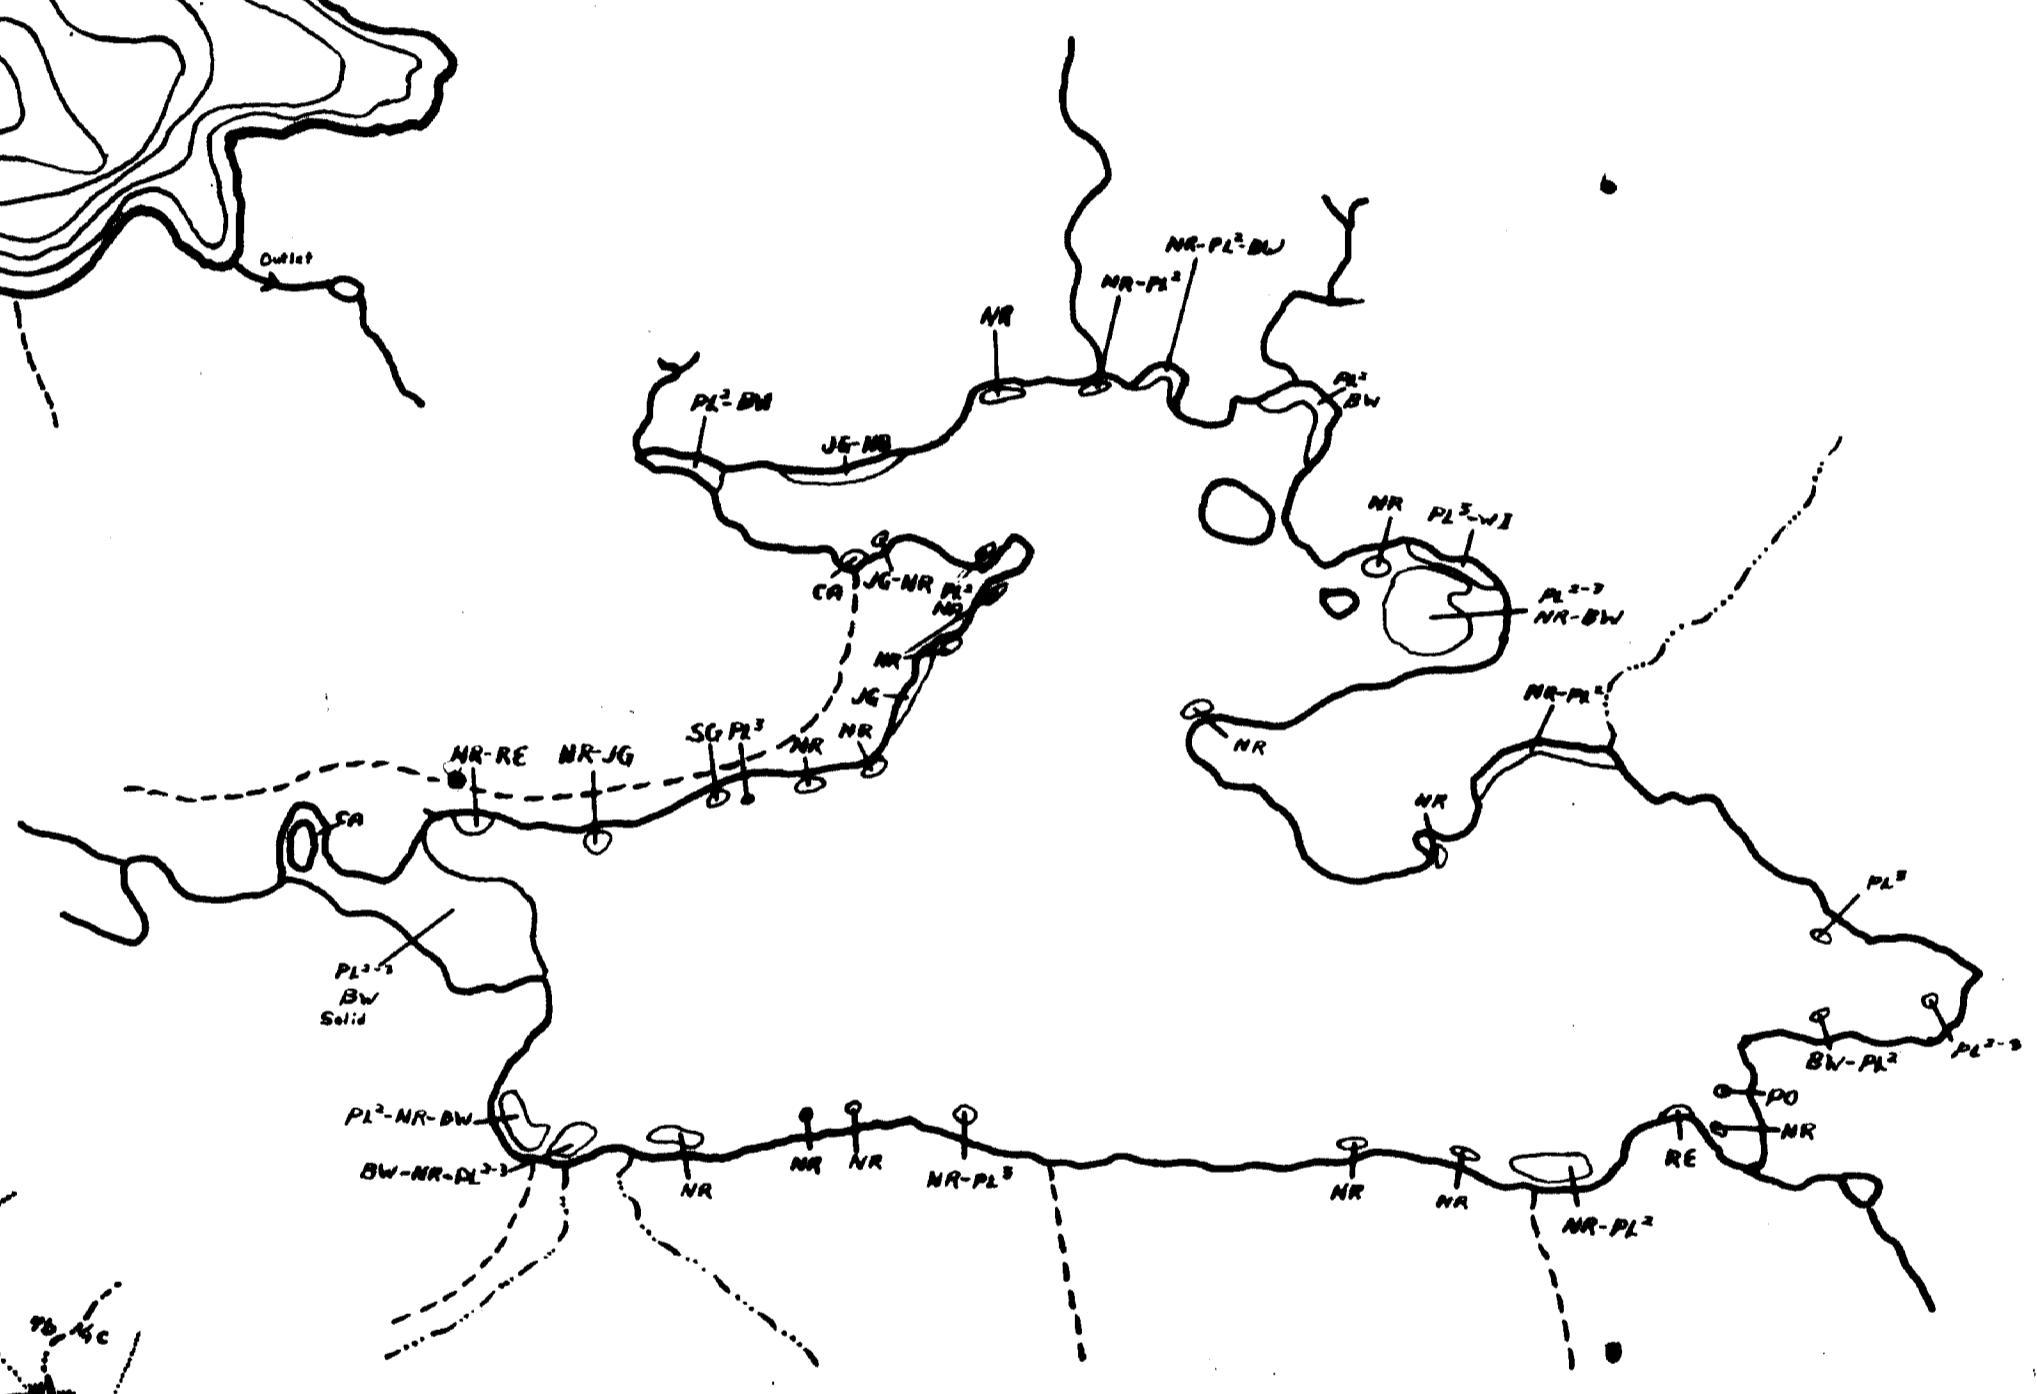 Outlet
NR-PL²-BW
NR-PL²
NR
PL²
BW
PL²-BW
JG-NR
NR
PL³-WI
CA
JG-NR
PL²
NR
PL²⁻³
NR-BW
NR
JG
NR-PL²
SG PL³
NR
NR
NR
NR-RE
NR-JG
NR
CA
PL³
PL²⁻³
BW
Solid
BW-PL²
PL²⁻³
PO
PL²-NR-BW
NR
BW-NR-PL²⁻³
NR
NR
NR
NR-PL³
NR
NR
RE
NR-PL²